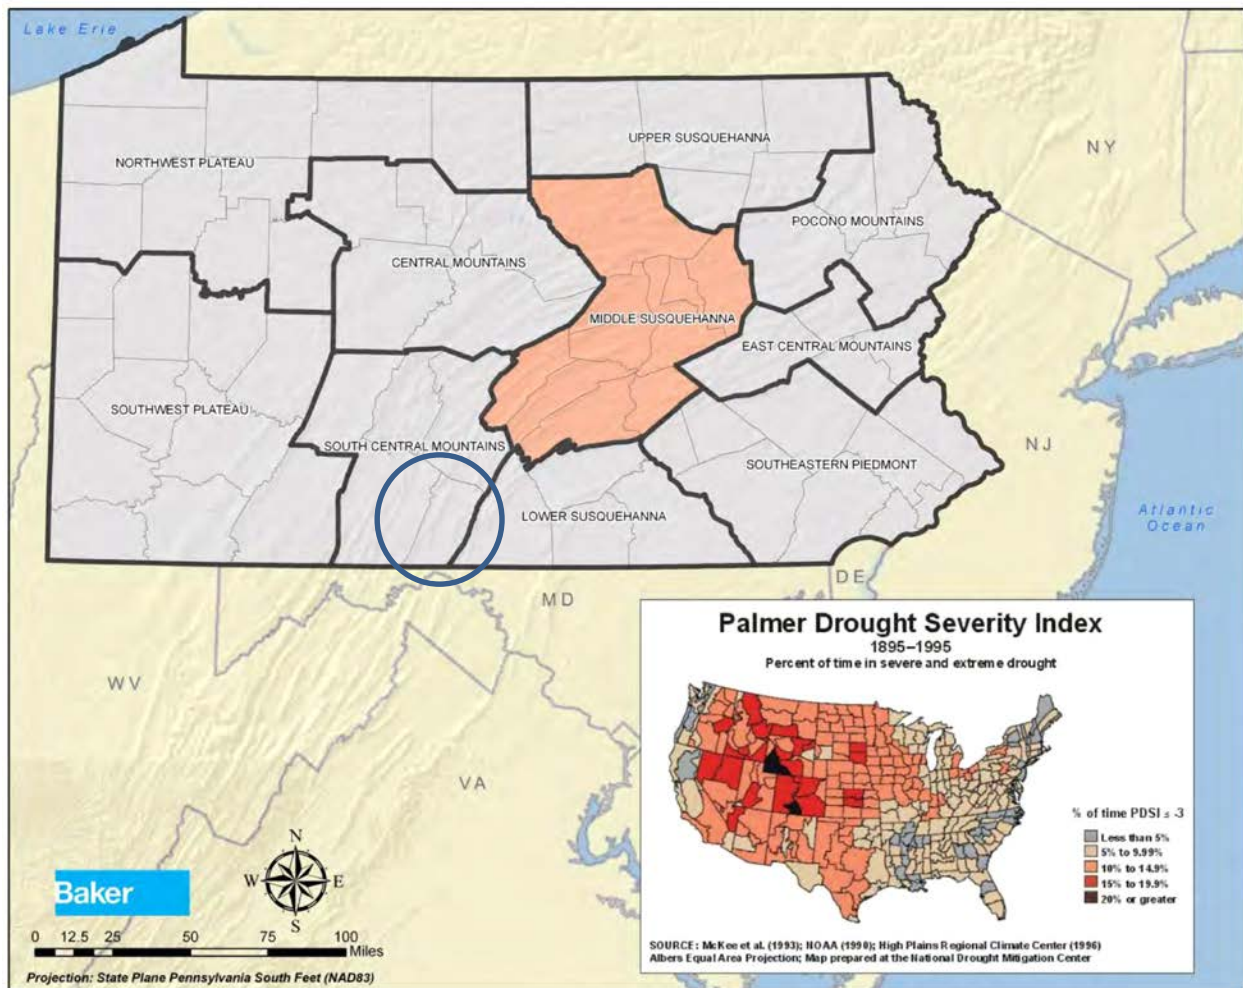 Lake Erie
UPPER SUSQUEHANNA
NY
NORTHWEST PLATEAU
POCONO MOUNTAINS
CENTRAL MOUNTAINS
MIDDLE SUSQUEHANNA
EAST CENTRAL MOUNTAINS
SOUTHWEST PLATEAU
SOUTH CENTRAL MOUNTAINS
NJ
SOUTHEASTERN PIEDMONT
LOWER SUSQUEHANNA
Atlantic
Ocean
DE
MD
WV
VA
Palmer Drought Severity Index
1895–1995
Percent of time in severe and extreme drought
% of time PDSI ≤ -3
Less than 5%
5% to 9.99%
10% to 14.9%
15% to 19.9%
20% or greater
SOURCE: McKee et al. (1993); NOAA (1990); High Plains Regional Climate Center (1996)
Albers Equal Area Projection; Map prepared at the National Drought Mitigation Center
N
W E
S
Baker
0 12.5 25 50 75 100
Miles
Projection: State Plane Pennsylvania South Feet (NAD83)